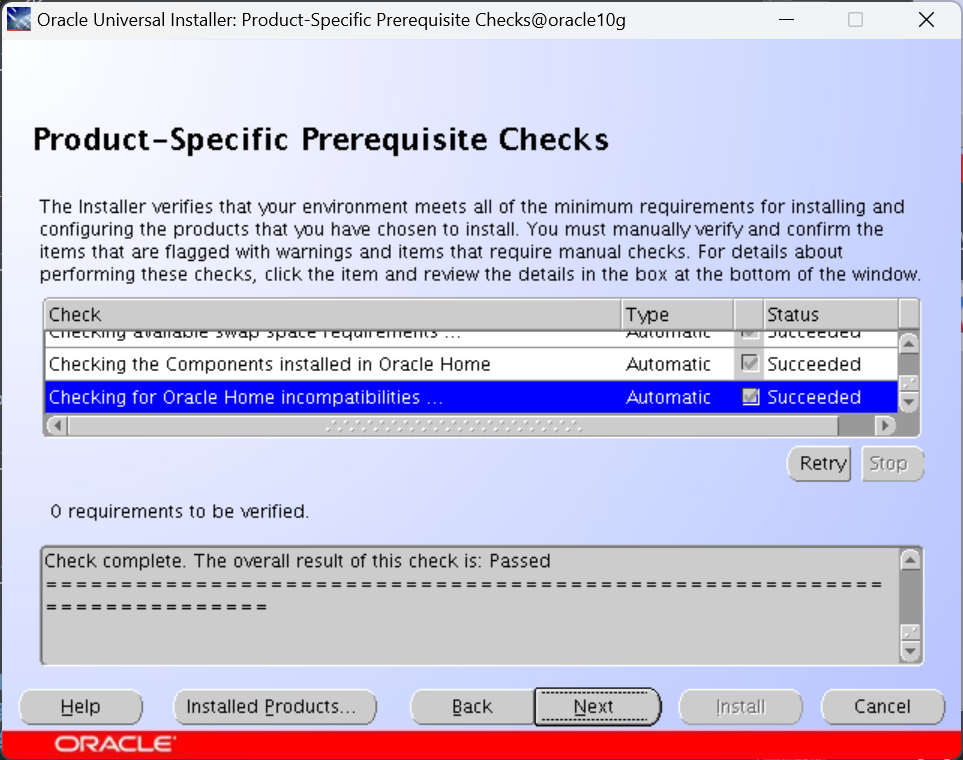 Oracle Universal Installer: Product-Specific Prerequisite Checks@oracle10g
Product-Specific Prerequisite Checks
The Installer verifies that your environment meets all of the minimum requirements for installing and
configuring the products that you have chosen to install. You must manually verify and confirm the
items that are flagged with warnings and items that require manual checks. For details about
performing these checks, click the item and review the details in the box at the bottom of the window.
Check Type Status
Checking available swap space requirements ... Automatic Succeeded
Checking the Components installed in Oracle Home Automatic Succeeded
Checking for Oracle Home incompatibilities ... Automatic Succeeded
Retry Stop
0 requirements to be verified.
Check complete. The overall result of this check is: Passed
========================================================
===============
Help Installed Products... Back Next Install Cancel
ORACLE